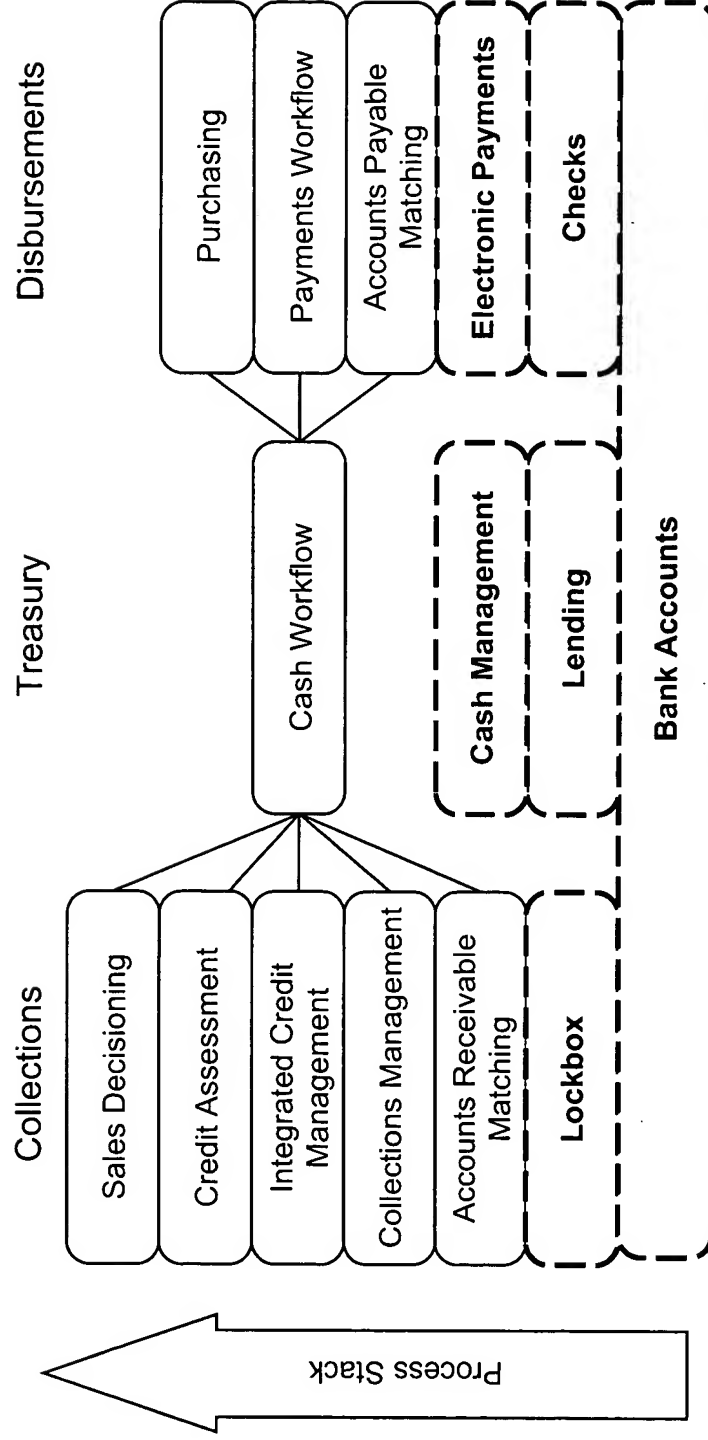 Collections
Treasury
Disbursements
Sales Decisioning
Credit Assessment
Integrated Credit
Management
Collections Management
Accounts Receivable
Matching
Lockbox
Cash Workflow
Cash Management
Lending
Purchasing
Payments Workflow
Accounts Payable
Matching
Electronic Payments
Checks
Bank Accounts
Process Stack